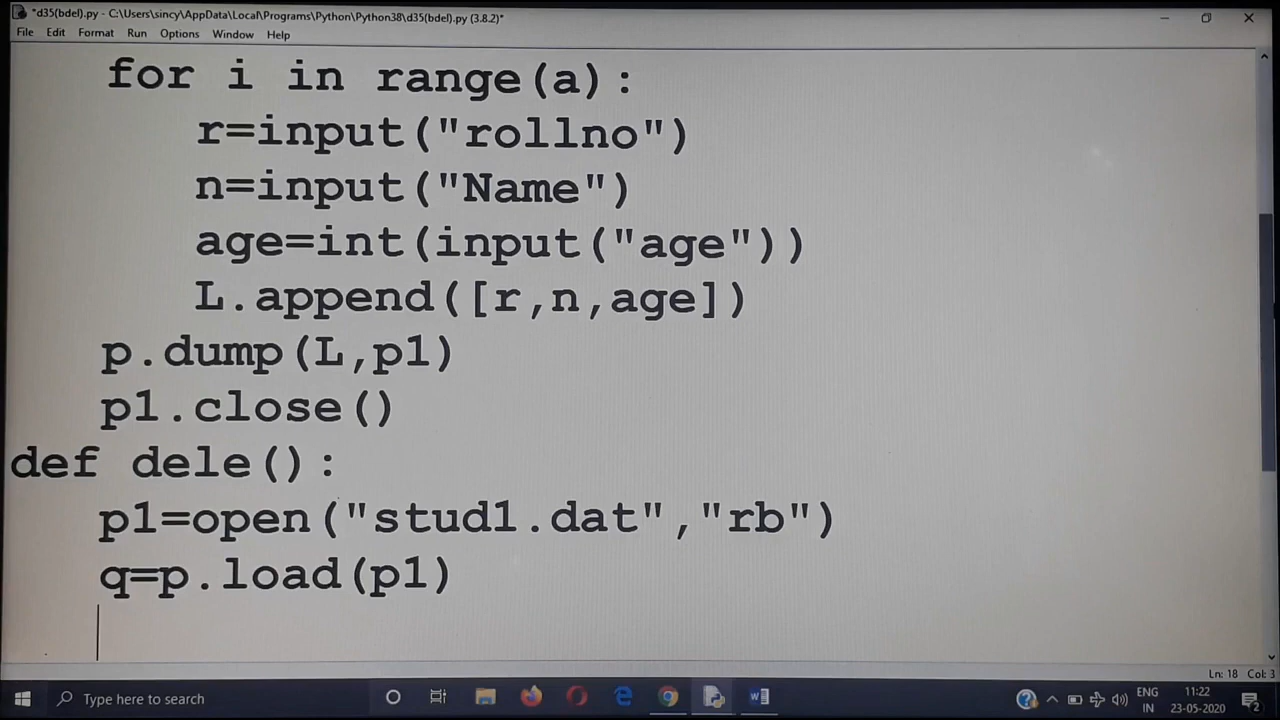 *d35(bdel).py - C:\Users\sincy\AppData\Local\Programs\Python\Python38\d35(bdel).py (3.8.2)*
File Edit Format Run Options Window Help
for i in range(a):
r=input("rollno")
n=input("Name")
age=int(input("age"))
L.append([r,n,age])
p.dump(L,p1)
p1.close()
def dele():
p1=open("stud1.dat","rb")
q=p.load(p1)
Ln: 18 Col: 3
Type here to search
ENG
IN
11:22
23-05-2020
2